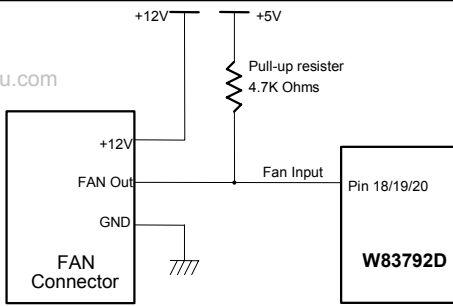 +12V
+5V
Pull-up resister
4.7K Ohms
u.com
+12V
FAN Out
Fan Input
Pin 18/19/20
GND
W83792D
FAN
Connector